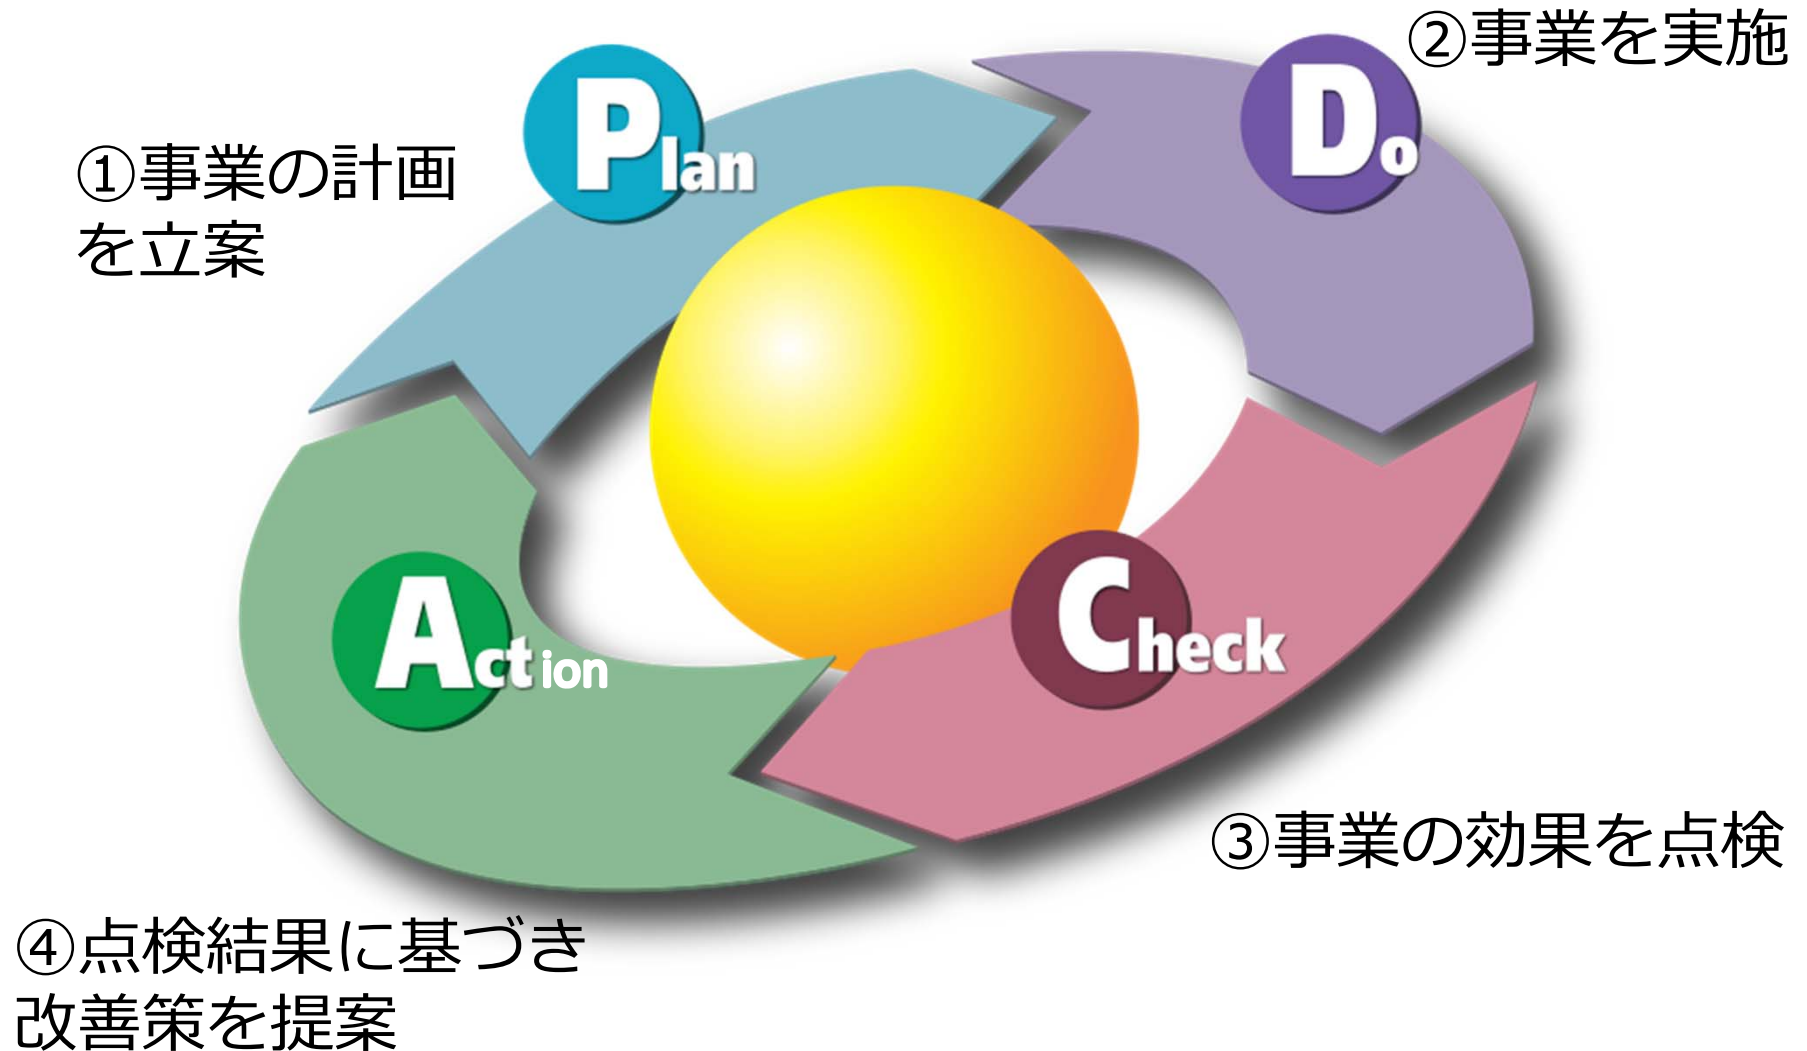 ①事業の計画
を立案
Plan
②事業を実施
Do
③事業の効果を点検
Check
④点検結果に基づき
改善策を提案
Action